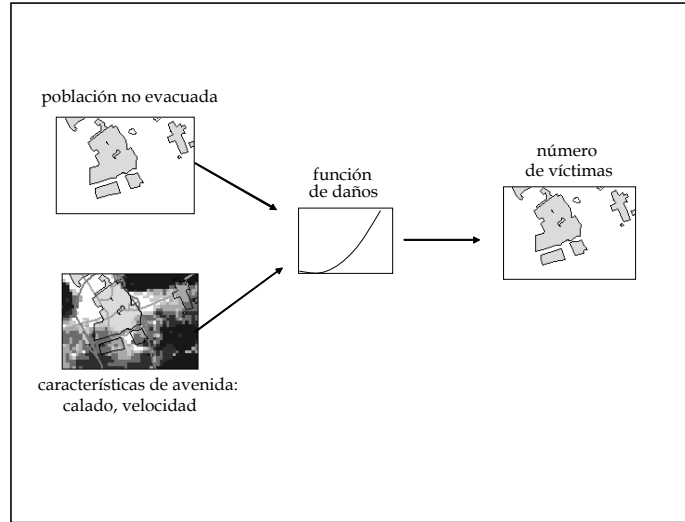 población no evacuada
función
de daños
número
de víctimas
características de avenida:
calado, velocidad